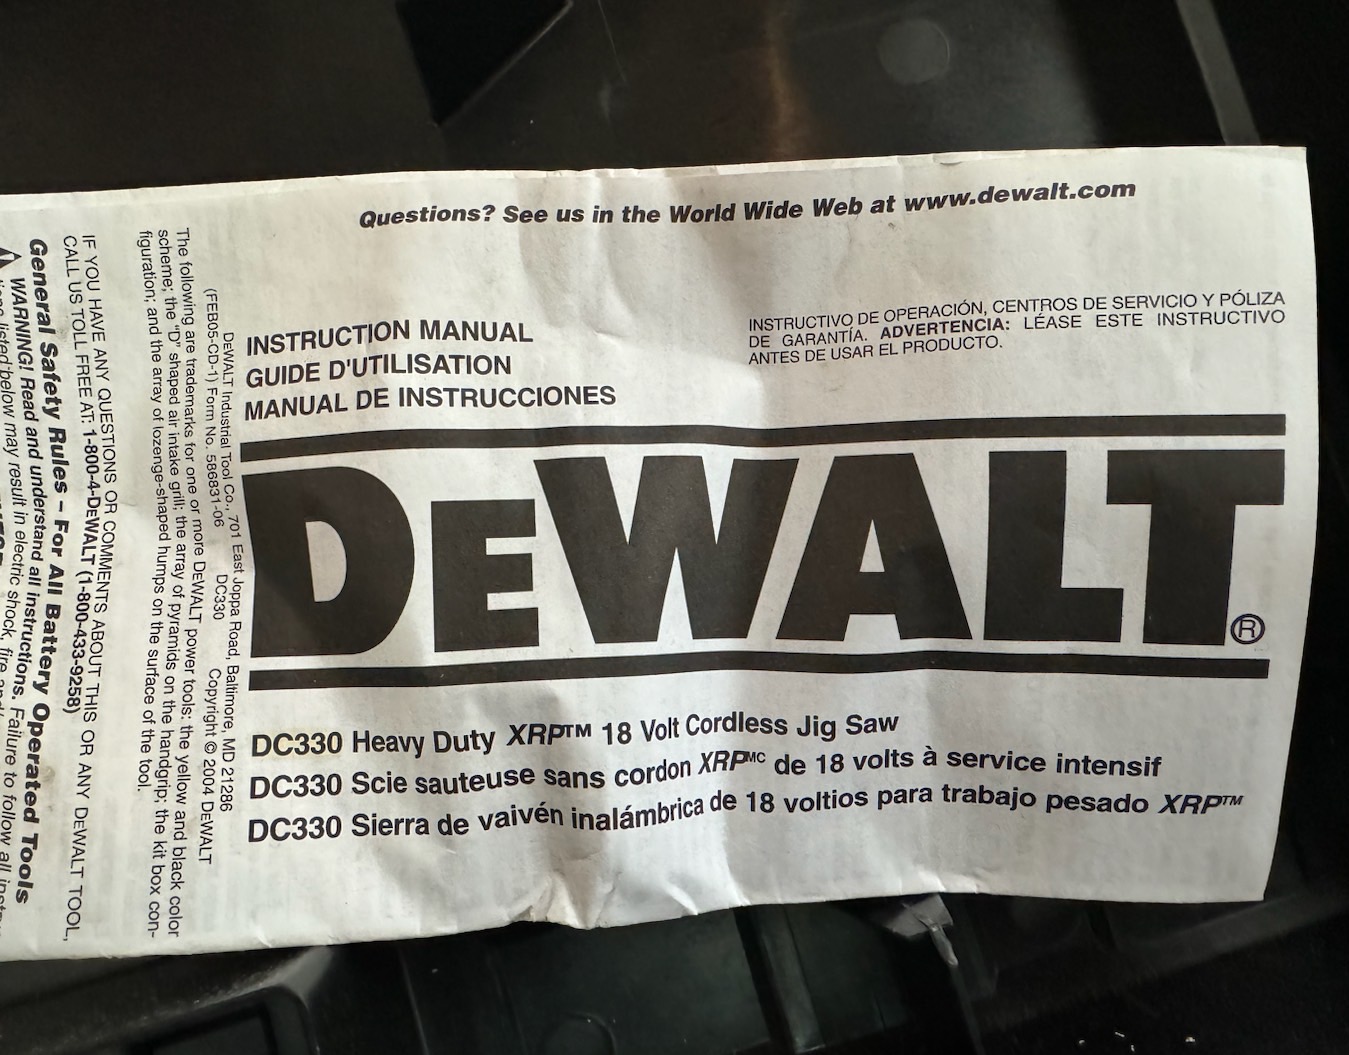 Questions? See us in the World Wide Web at www.dewalt.com
INSTRUCTION MANUAL
GUIDE D'UTILISATION
MANUAL DE INSTRUCCIONES
INSTRUCTIVO DE OPERACIÓN, CENTROS DE SERVICIO Y PÓLIZA
DE GARANTÍA. ADVERTENCIA: LÉASE ESTE INSTRUCTIVO
ANTES DE USAR EL PRODUCTO.
DEWALT®
DC330 Heavy Duty XRP™ 18 Volt Cordless Jig Saw
DC330 Scie sauteuse sans cordon XRPᴹᶜ de 18 volts à service intensif
DC330 Sierra de vaivén inalámbrica de 18 voltios para trabajo pesado XRP™
DEWALT Industrial Tool Co., 701 East Joppa Road, Baltimore, MD 21286
(FEB05-CD-1) Form No. 586831-06 DC330 Copyright © 2004 DEWALT
The following are trademarks for one or more DEWALT power tools: the yellow and black color
scheme; the "D" shaped air intake grill; the array of pyramids on the handgrip; the kit box con-
figuration; and the array of lozenge-shaped humps on the surface of the tool.
IF YOU HAVE ANY QUESTIONS OR COMMENTS ABOUT THIS OR ANY DEWALT TOOL,
CALL US TOLL FREE AT: 1-800-4-DEWALT (1-800-433-9258)
General Safety Rules – For All Battery Operated Tools
WARNING! Read and understand all instructions. Failure to follow all
listed below may result in electric shock, fire